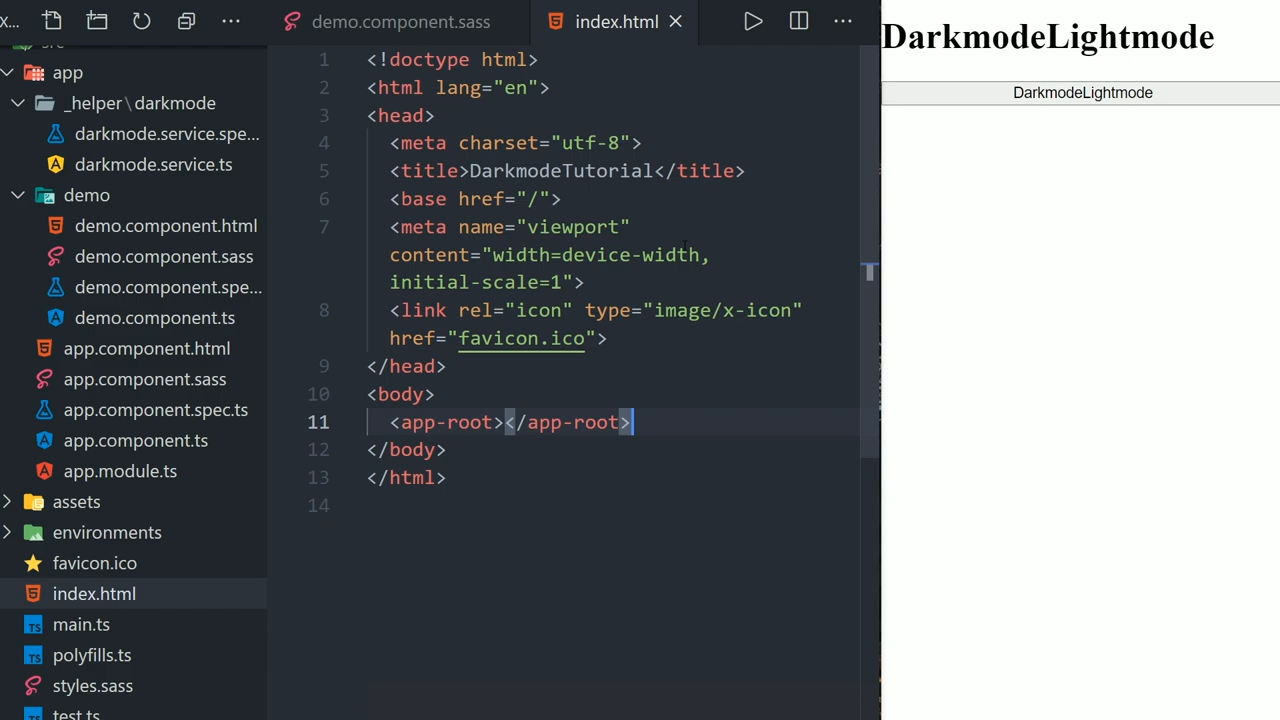 X...
demo.component.sass
index.html
src
app
_helper\darkmode
darkmode.service.spe...
darkmode.service.ts
demo
demo.component.html
demo.component.sass
demo.component.spe...
demo.component.ts
app.component.html
app.component.sass
app.component.spec.ts
app.component.ts
app.module.ts
assets
environments
favicon.ico
index.html
main.ts
polyfills.ts
styles.sass
test.ts
1 <!doctype html>
2 <html lang="en">
3 <head>
4 <meta charset="utf-8">
5 <title>DarkmodeTutorial</title>
6 <base href="/">
7 <meta name="viewport"
content="width=device-width,
initial-scale=1">
8 <link rel="icon" type="image/x-icon"
href="favicon.ico">
9 </head>
10 <body>
11 <app-root></app-root>
12 </body>
13 </html>
14
DarkmodeLightmode
DarkmodeLightmode